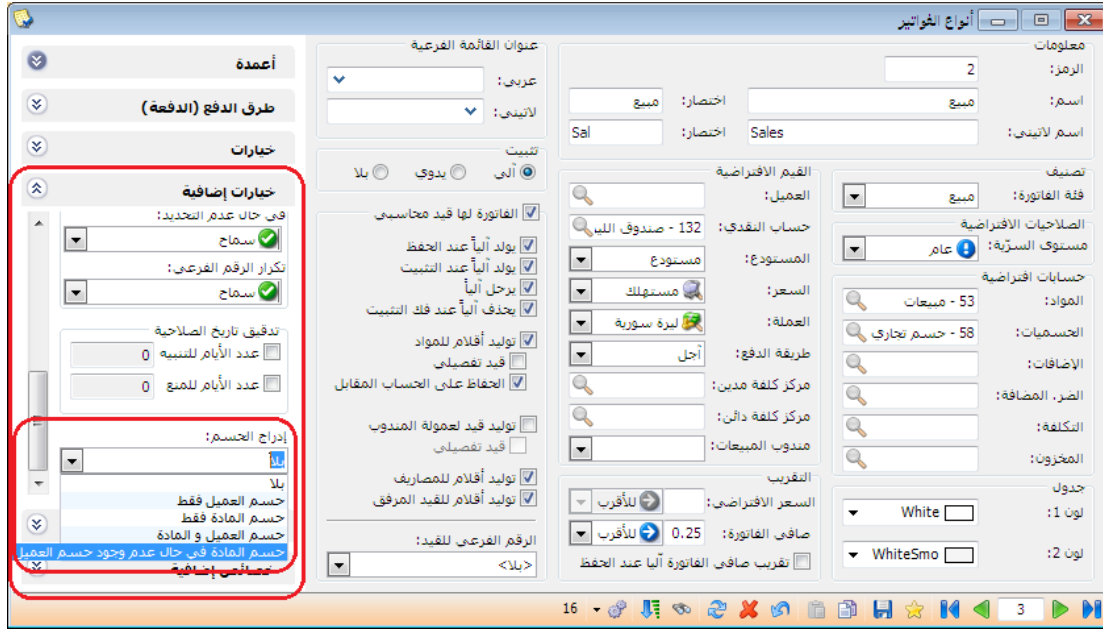 أنواع الفواتير
معلومات
الرمز: 2
اسم: مبيع اختصار: مبيع
اسم لاتيني: Sales اختصار: Sal
تصنيف
فئة الفاتورة: مبيع
الصلاحيات الافتراضية
مستوى السرّية: عام
حسابات افتراضية
المواد: 53 - مبيعات
الحسميات: 58 - حسم تجاري
الإضافات:
الضر. المضافة:
التكلفة:
المخزون:
جدول
لون 1: White
لون 2: WhiteSmo
القيم الافتراضية
العميل:
حساب النقدي: 132 - صندوق اللير
المستودع: مستودع
السعر: مستهلك
العملة: ليرة سورية
طريقة الدفع: آجل
مركز كلفة مدين:
مركز كلفة دائن:
مندوب المبيعات:
التقريب
السعر الافتراضي: للأقرب
صافي الفاتورة: 0.25 للأقرب
تقريب صافي الفاتورة آليا عند الحفظ
عنوان القائمة الفرعية
عربي:
لاتيني:
تثبيت
آلي يدوي بلا
الفاتورة لها قيد محاسبي
يولد آلياً عند الحفظ
يولد آلياً عند التثبيت
يرحل آلياً
يحذف آلياً عند فك التثبيت
توليد أقلام للمواد
قيد تفصيلي
الحفاظ على الحساب المقابل
توليد قيد لعمولة المندوب
قيد تفصيلي
توليد أقلام للمصاريف
توليد أقلام للقيد المرفق
الرقم الفرعي للقيد:
<بلا>
أعمدة
طرق الدفع (الدفعة)
خيارات
خيارات إضافية
في حال عدم التحديد:
سماح
تكرار الرقم الفرعي:
سماح
تدقيق تاريخ الصلاحية
عدد الأيام للتنبيه 0
عدد الأيام للمنع 0
إدراج الحسم:
بلا
بلا
حسم العميل فقط
حسم المادة فقط
حسم العميل و المادة
حسم المادة في حال عدم وجود حسم العميل
خصائص إضافية
3 16